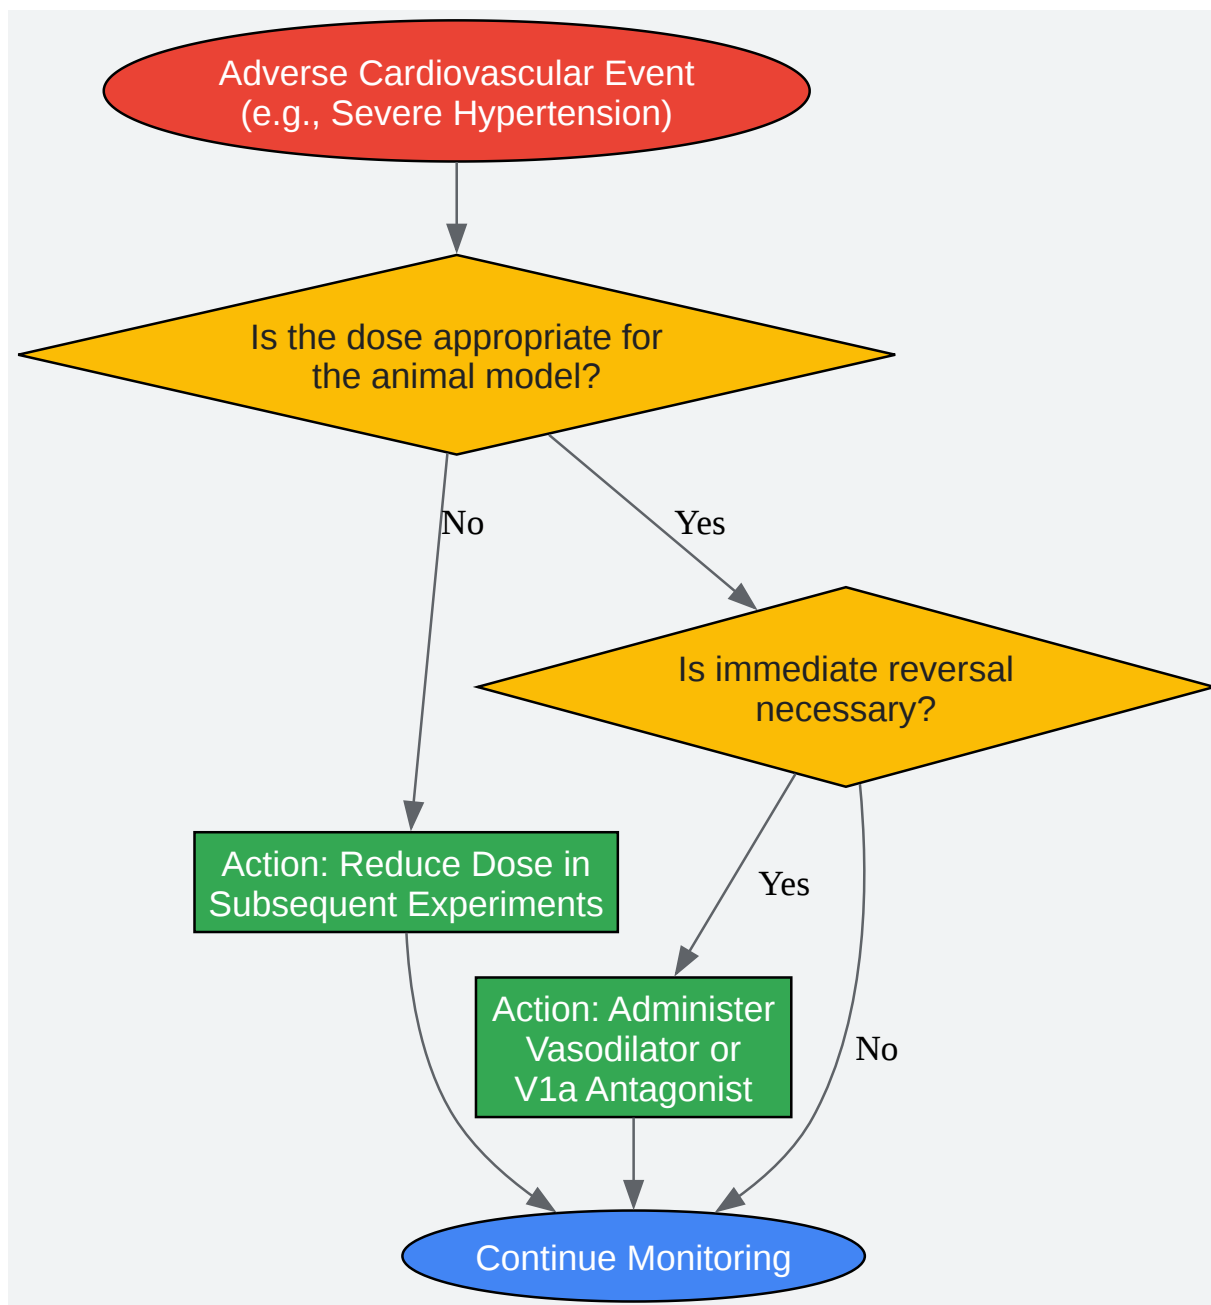 Adverse Cardiovascular Event
(e.g., Severe Hypertension)
Is the dose appropriate for
the animal model?
No
Yes
Is immediate reversal
necessary?
Action: Reduce Dose in
Subsequent Experiments
Yes
Action: Administer
Vasodilator or
V1a Antagonist
No
Continue Monitoring